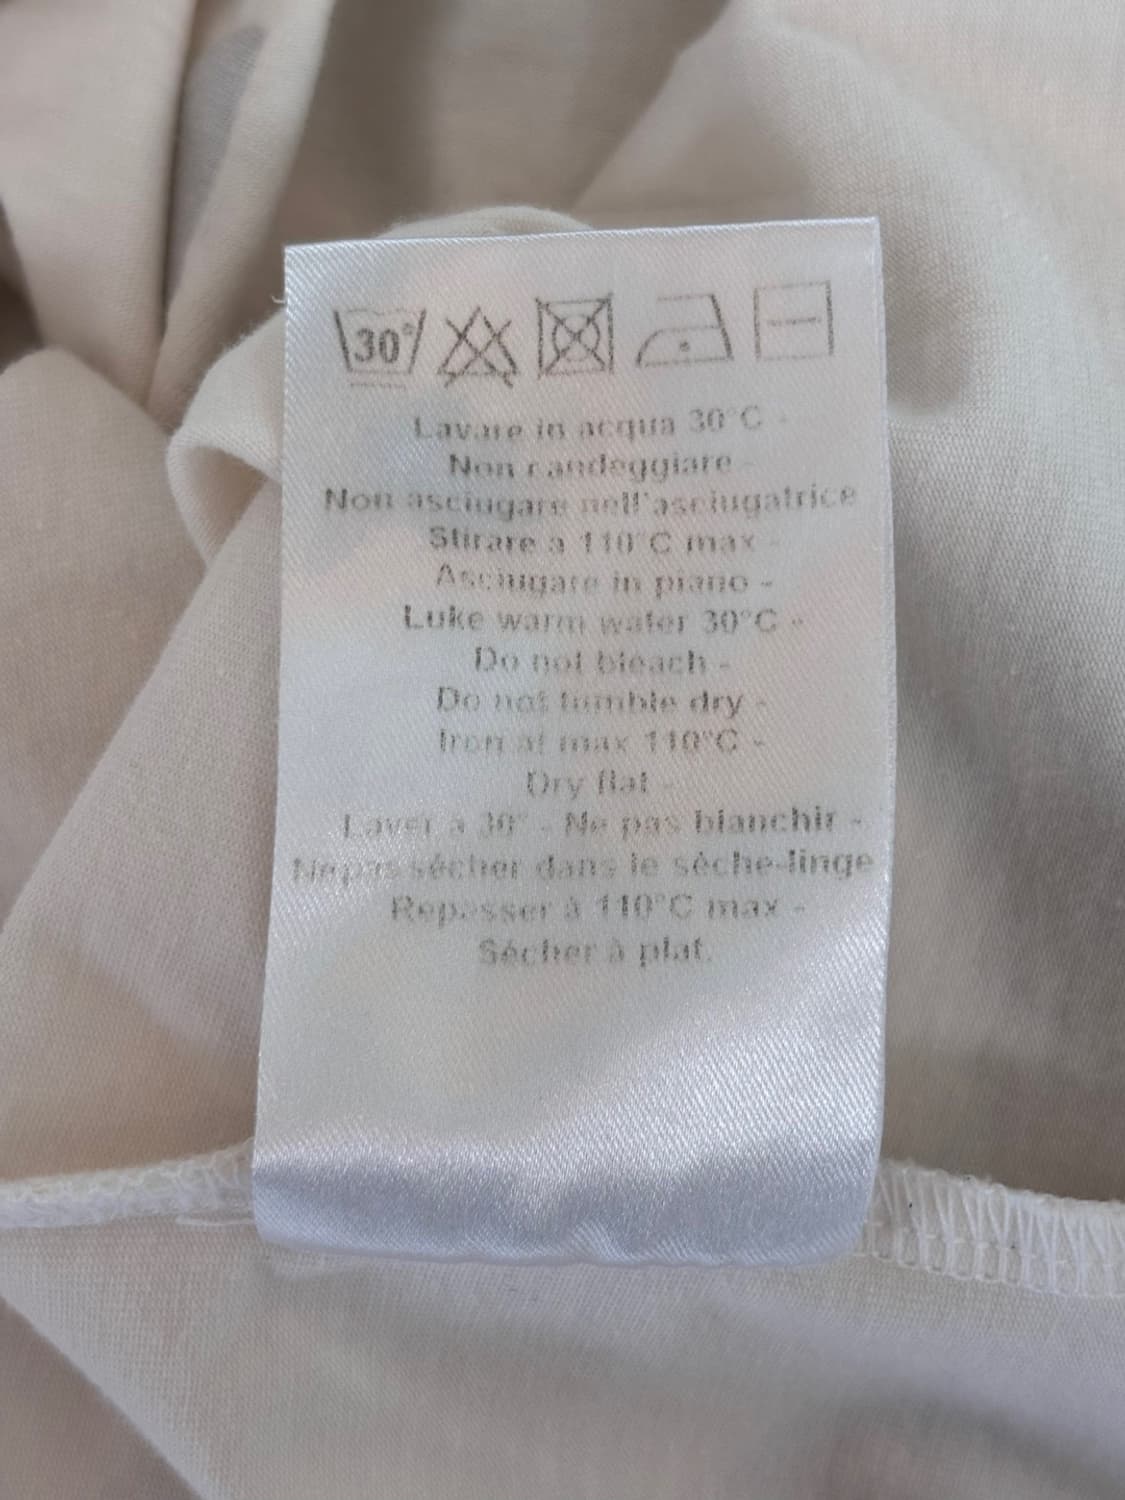 30°
Lavare in acqua 30°C -
Non candeggiare -
Non asciugare nell'asciugatrice
Stirare a 110°C max -
Asciugare in piano -
Luke warm water 30°C -
Do not bleach -
Do not tumble dry -
Iron at max 110°C -
Dry flat -
Laver à 30° - Ne pas blanchir -
Ne pas sécher dans le sèche-linge
Repasser à 110°C max -
Sécher à plat.